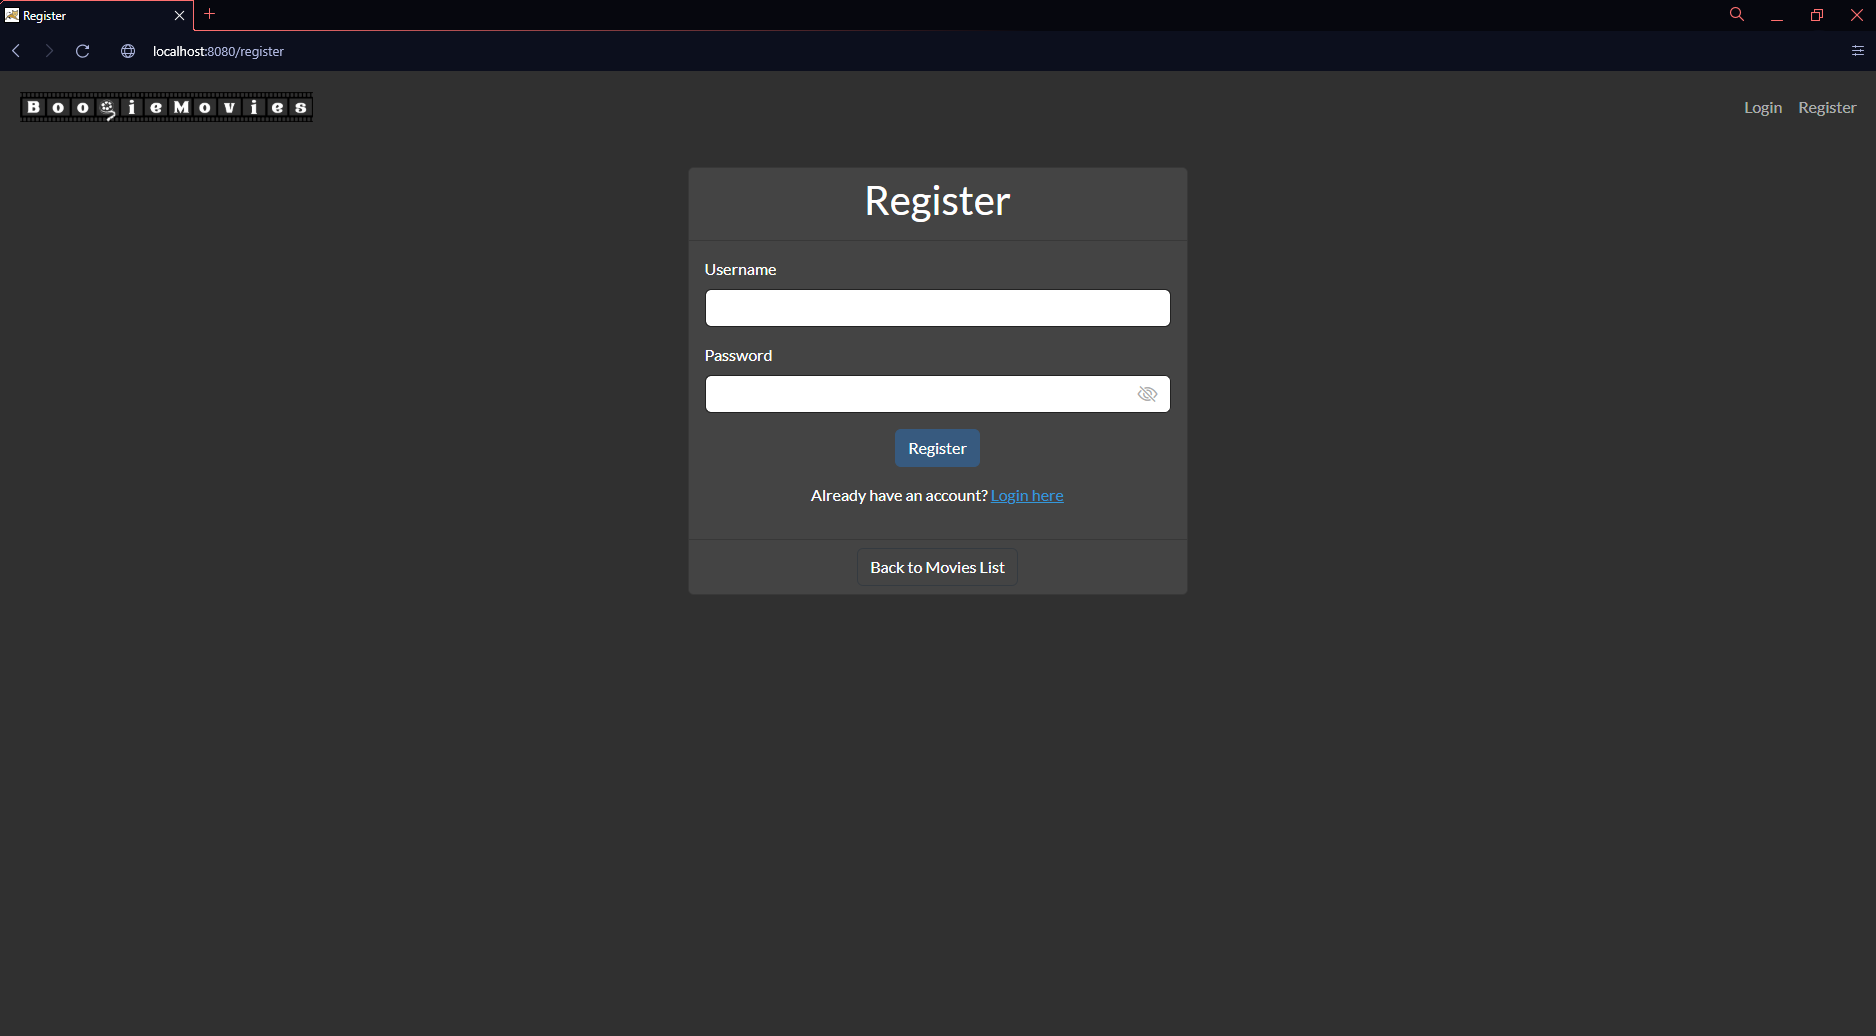 Register
localhost:8080/register
BoogieMovies
Login Register
Register
Username
Password
Register
Already have an account? Login here
Back to Movies List